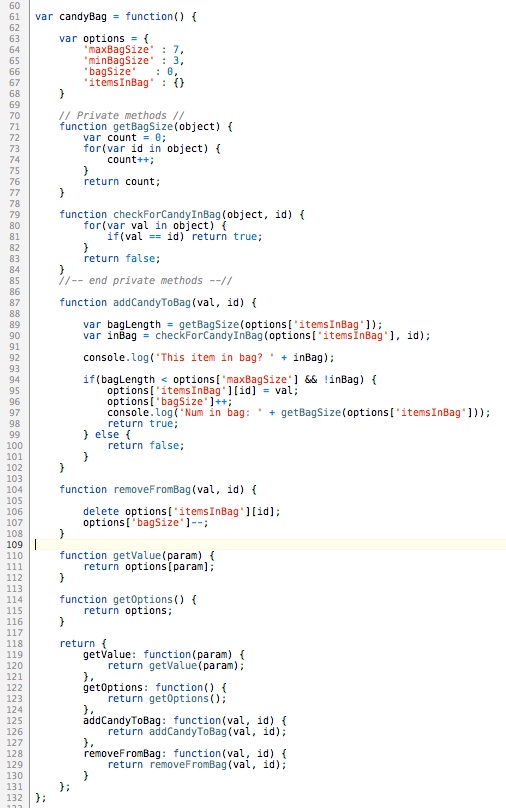 60
61 var candyBag = function() {
62
63     var options = {
64         'maxBagSize' : 7,
65         'minBagSize' : 3,
66         'bagSize'   : 0,
67         'itemsInBag' : {}
68     }
69
70     // Private methods //
71     function getBagSize(object) {
72         var count = 0;
73         for(var id in object) {
74             count++;
75         }
76         return count;
77     }
78
79     function checkForCandyInBag(object, id) {
80         for(var val in object) {
81             if(val == id) return true;
82         }
83         return false;
84     }
85     //-- end private methods --//
86
87     function addCandyToBag(val, id) {
88
89         var bagLength = getBagSize(options['itemsInBag']);
90         var inBag = checkForCandyInBag(options['itemsInBag'], id);
91
92         console.log('This item in bag? ' + inBag);
93
94         if(bagLength < options['maxBagSize'] && !inBag) {
95             options['itemsInBag'][id] = val;
96             options['bagSize']++;
97             console.log('Num in bag: ' + getBagSize(options['itemsInBag']));
98             return true;
99         } else {
100             return false;
101         }
102     }
103
104     function removeFromBag(val, id) {
105
106         delete options['itemsInBag'][id];
107         options['bagSize']--;
108     }
109
110     function getValue(param) {
111         return options[param];
112     }
113
114     function getOptions() {
115         return options;
116     }
117
118     return {
119         getValue: function(param) {
120             return getValue(param);
121         },
122         getOptions: function() {
123             return getOptions();
124         },
125         addCandyToBag: function(val, id) {
126             return addCandyToBag(val, id);
127         },
128         removeFromBag: function(val, id) {
129             return removeFromBag(val, id);
130         }
131     };
132 };